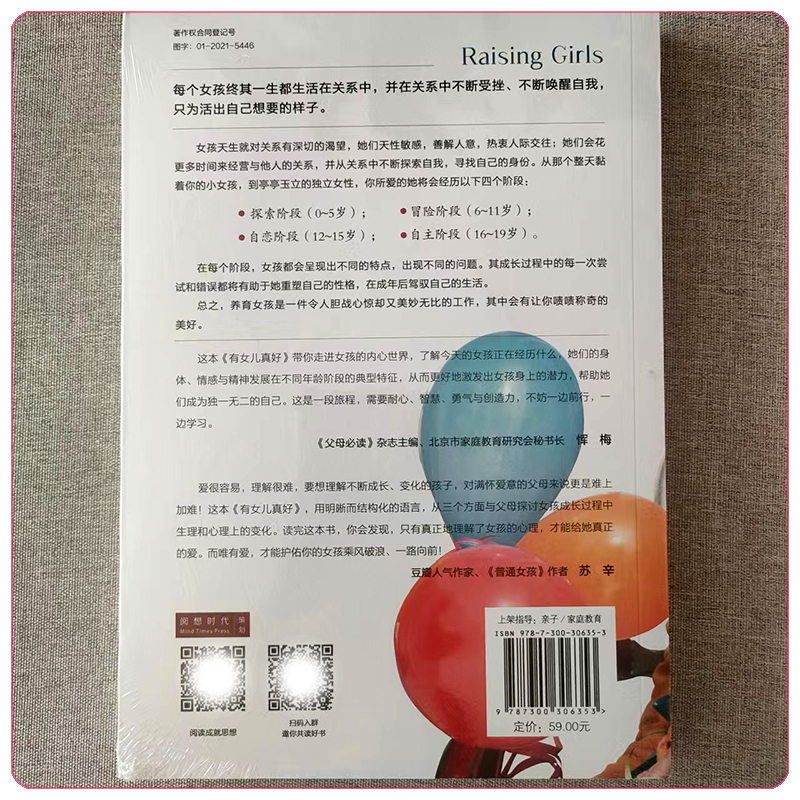 著作权合同登记号
图字：01-2021-5446
Raising Girls
每个女孩终其一生都生活在关系中，并在关系中不断受挫、不断唤醒自我，
只为活出自己想要的样子。
女孩天生就对关系有深切的渴望，她们天性敏感，善解人意，热衷人际交往；她们会花
更多时间来经营与他人的关系，并从关系中不断探索自我，寻找自己的身份。从那个整天黏
着你的小女孩，到亭亭玉立的独立女性，你所爱的她将会经历以下四个阶段：
●探索阶段（0~5岁）； ●冒险阶段（6~11岁）；
●自恋阶段（12~15岁）； ●自主阶段（16~19岁）。
在每个阶段，女孩都会呈现出不同的特点，出现不同的问题。其成长过程中的每一次尝
试和错误都将有助于她重塑自己的性格，在成年后驾驭自己的生活。
总之，养育女孩是一件令人胆战心惊却又美妙无比的工作，其中会有让你啧啧称奇的
美好。
这本《有女儿真好》带你走进女孩的内心世界，了解今天的女孩正在经历什么，她们的身
体、情感与精神发展在不同年龄阶段的典型特征，从而更好地激发出女孩身上的潜力，帮助她
们成为独一无二的自己。这是一段旅程，需要耐心、智慧、勇气与创造力，不妨一边前行，一
边学习。
《父母必读》杂志主编、北京市家庭教育研究会秘书长 恽 梅
爱很容易，理解很难，要想理解不断成长、变化的孩子，对满怀爱意的父母来说更是难上
加难！这本《有女儿真好》，用明晰而结构化的语言，从三个方面与父母探讨女孩成长过程中
生理和心理上的变化。读完这本书，你会发现，只有真正地理解了女孩的心理，才能给她真正
的爱。而唯有爱，才能护佑你的女孩乘风破浪、一路向前！
豆瓣人气作家、《普通女孩》作者 苏 辛
阅想时代 策划
Mind Times Press
阅读成就思想
扫码入群
邀你共读好书
上架指导：亲子/家庭教育
ISBN 978-7-300-30635-3
9 787300 306353>
定价：59.00元